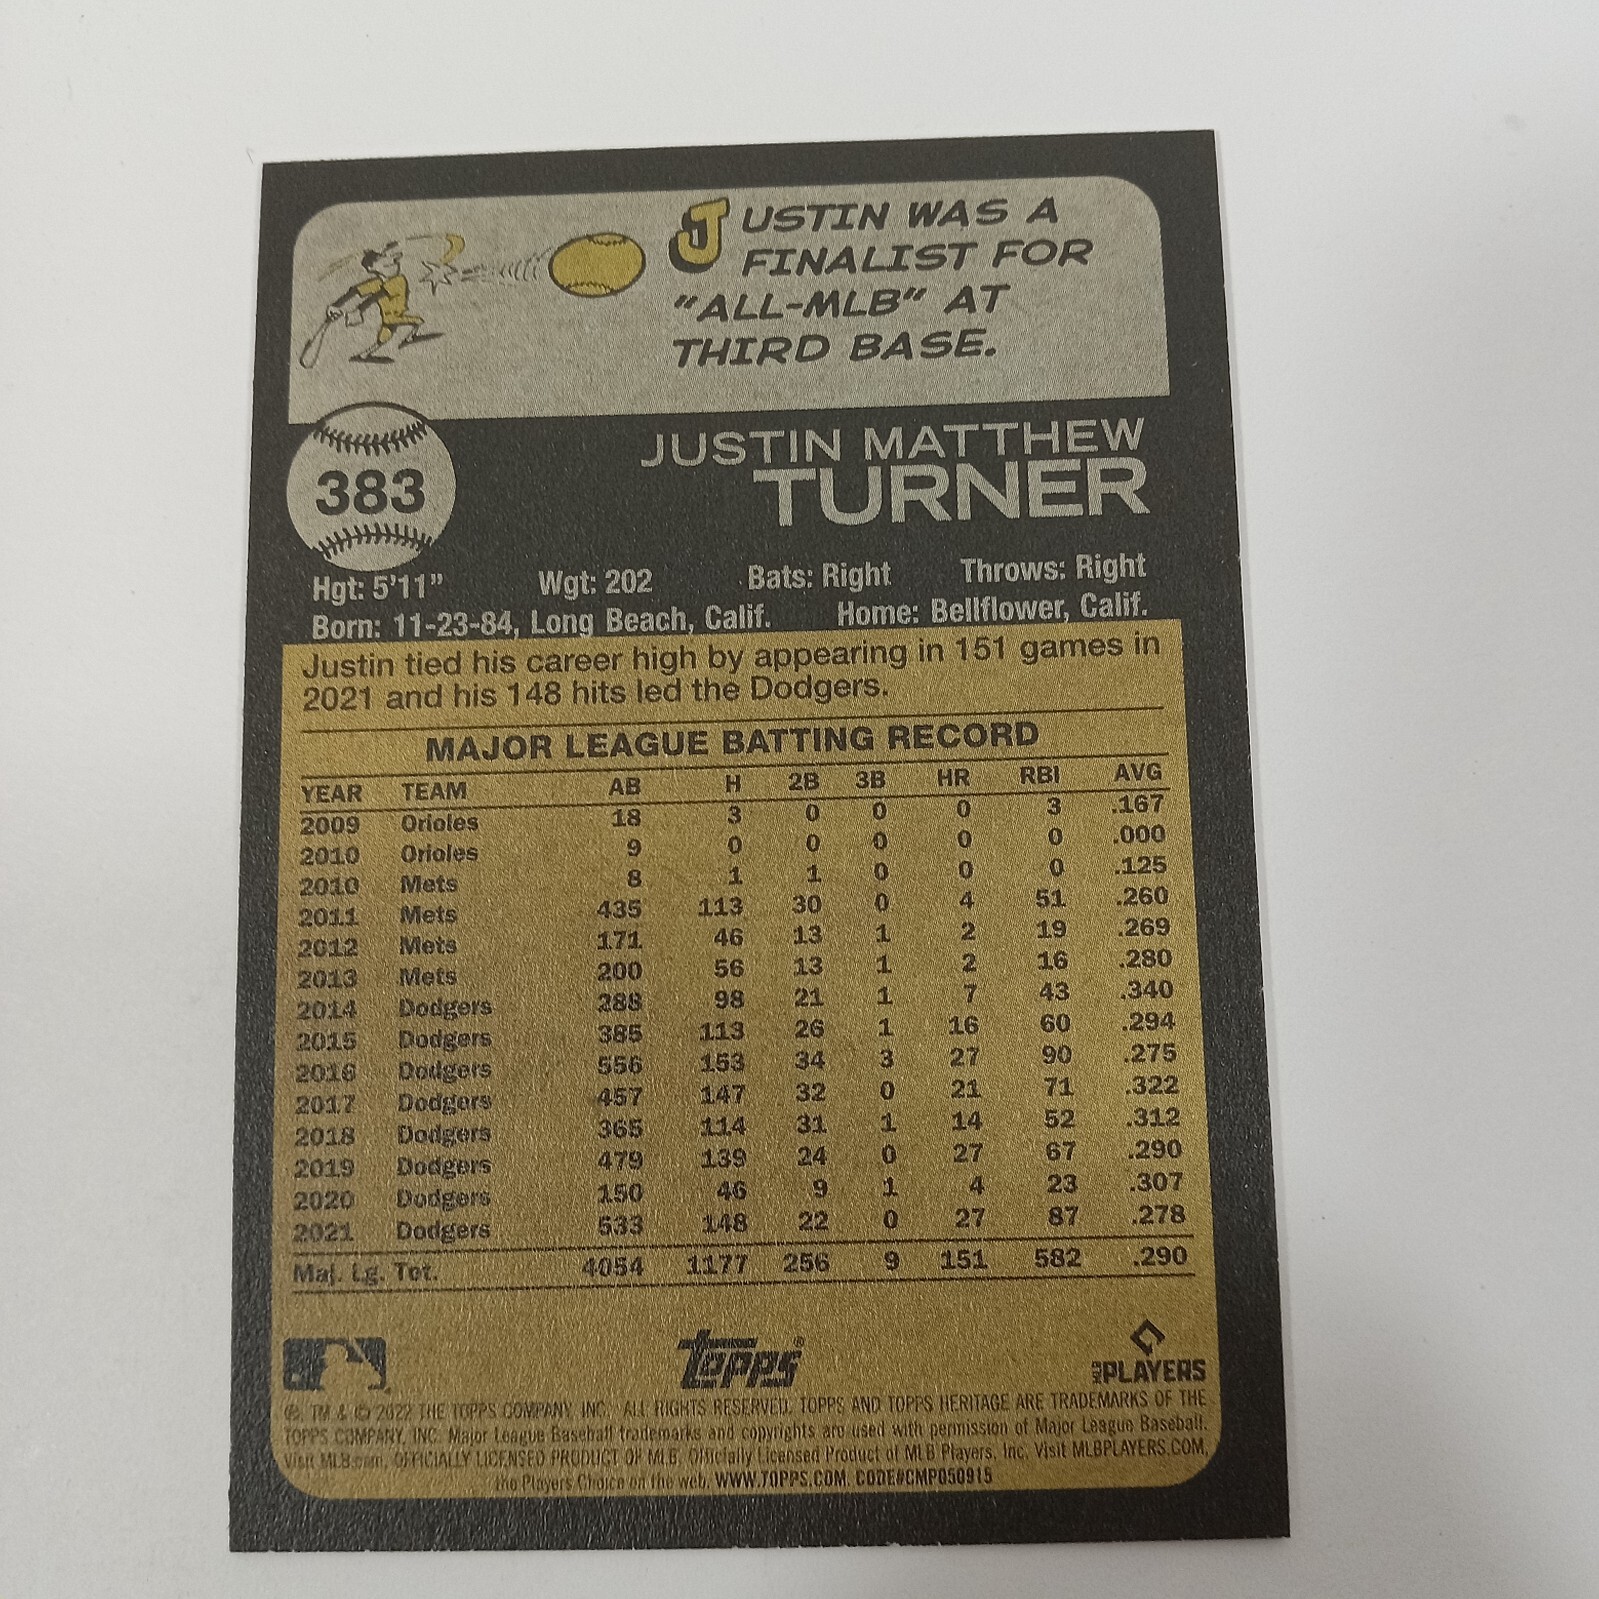 JUSTIN WAS A
FINALIST FOR
"ALL-MLB" AT
THIRD BASE.
383
JUSTIN MATTHEW
TURNER
Hgt: 5'11" Wgt: 202 Bats: Right Throws: Right
Born: 11-23-84, Long Beach, Calif. Home: Bellflower, Calif.
Justin tied his career high by appearing in 151 games in
2021 and his 148 hits led the Dodgers.
MAJOR LEAGUE BATTING RECORD
YEAR TEAM AB H 2B 3B HR RBI AVG
2009 Orioles 18 3 0 0 0 3 .167
2010 Orioles 9 0 0 0 0 0 .000
2010 Mets 8 1 1 0 0 0 .125
2011 Mets 435 113 30 0 4 51 .260
2012 Mets 171 46 13 1 2 19 .269
2013 Mets 200 56 13 1 2 16 .280
2014 Dodgers 288 98 21 1 7 43 .340
2015 Dodgers 385 113 26 1 16 60 .294
2016 Dodgers 556 153 34 3 27 90 .275
2017 Dodgers 457 147 32 0 21 71 .322
2018 Dodgers 365 114 31 1 14 52 .312
2019 Dodgers 479 139 24 0 27 67 .290
2020 Dodgers 150 46 9 1 4 23 .307
2021 Dodgers 533 148 22 0 27 87 .278
Maj. Lg. Tot. 4054 1177 256 9 151 582 .290
Topps®
MLB PLAYERS
®, TM & © 2022 THE TOPPS COMPANY, INC. ALL RIGHTS RESERVED. TOPPS AND TOPPS HERITAGE ARE TRADEMARKS OF THE
TOPPS COMPANY, INC. Major League Baseball trademarks and copyrights are used with permission of Major League Baseball.
Visit MLB.com. OFFICIALLY LICENSED PRODUCT OF MLB. Officially Licensed Product of MLB Players, Inc. Visit MLBPLAYERS.COM,
the Players Choice on the web. WWW.TOPPS.COM. CODE#CMP050915